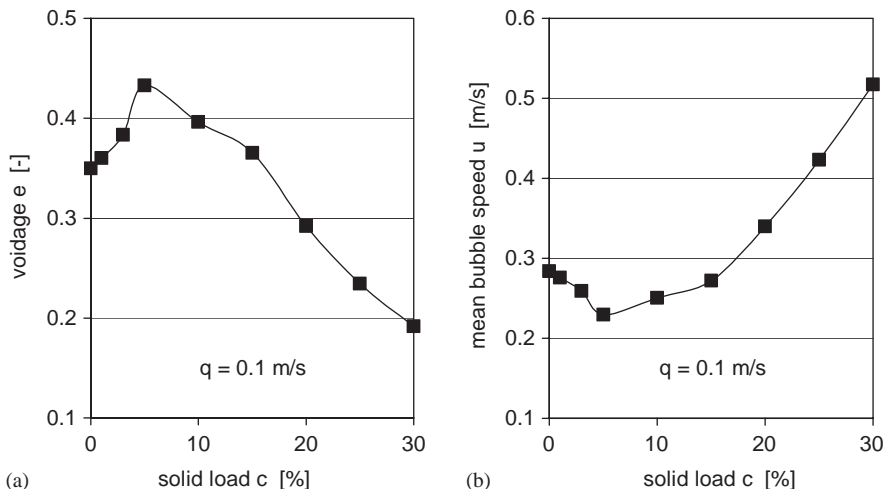 0.5
0.4
0.3
0.2
0.1
voidage e [-]
q = 0.1 m/s
0
10
20
30
(a)
solid load c [%]
0.6
0.5
0.4
0.3
0.2
0.1
mean bubble speed u [m/s]
q = 0.1 m/s
0
10
20
30
(b)
solid load c [%]